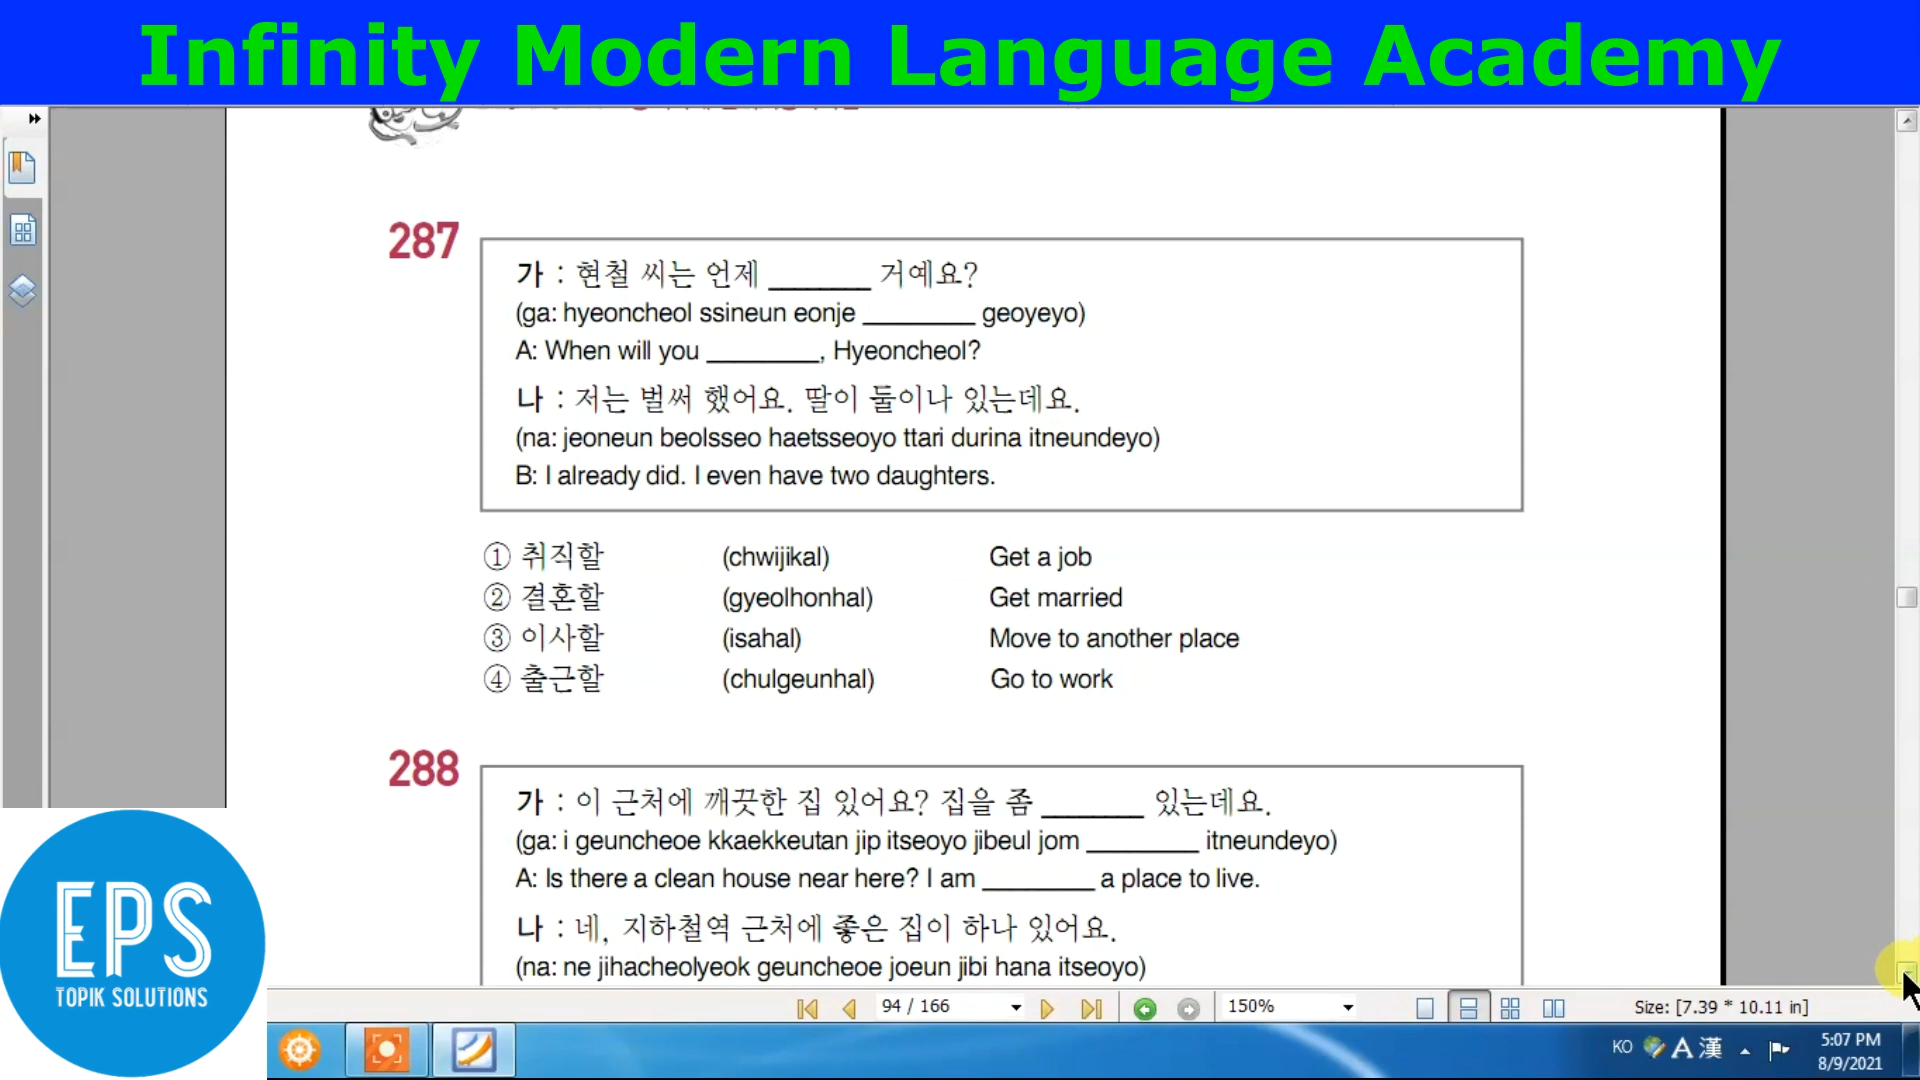 Infinity Modern Language Academy
287
가 : 현철 씨는 언제 _______ 거예요?
(ga: hyeoncheol ssineun eonje ________ geoyeyo)
A: When will you ________, Hyeoncheol?
나 : 저는 벌써 했어요. 딸이 둘이나 있는데요.
(na: jeoneun beolsseo haetsseoyo ttari durina itneundeyo)
B: I already did. I even have two daughters.
① 취직할 (chwijikal) Get a job
② 결혼할 (gyeolhonhal) Get married
③ 이사할 (isahal) Move to another place
④ 출근할 (chulgeunhal) Go to work
288
가 : 이 근처에 깨끗한 집 있어요? 집을 좀 _______ 있는데요.
(ga: i geuncheoe kkaekkeutan jip itseoyo jibeul jom ________ itneundeyo)
A: Is there a clean house near here? I am ________ a place to live.
나 : 네, 지하철역 근처에 좋은 집이 하나 있어요.
(na: ne jihacheolyeok geuncheoe joeun jibi hana itseoyo)
EPS
TOPIK SOLUTIONS
94 / 166
150%
Size: [7.39 * 10.11 in]
KO A 漢
5:07 PM
8/9/2021